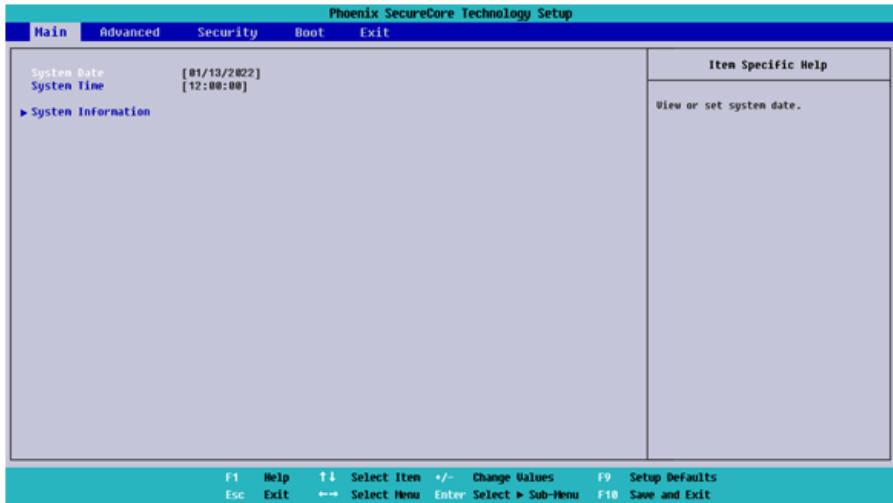 Phoenix SecureCore Technology Setup
Main Advanced Security Boot Exit
System Date [01/13/2022]
System Time [12:00:00]
▶ System Information
Item Specific Help
View or set system date.
F1 Help ↑↓ Select Item +/- Change Values F9 Setup Defaults
Esc Exit ←→ Select Menu Enter Select ▶ Sub-Menu F10 Save and Exit